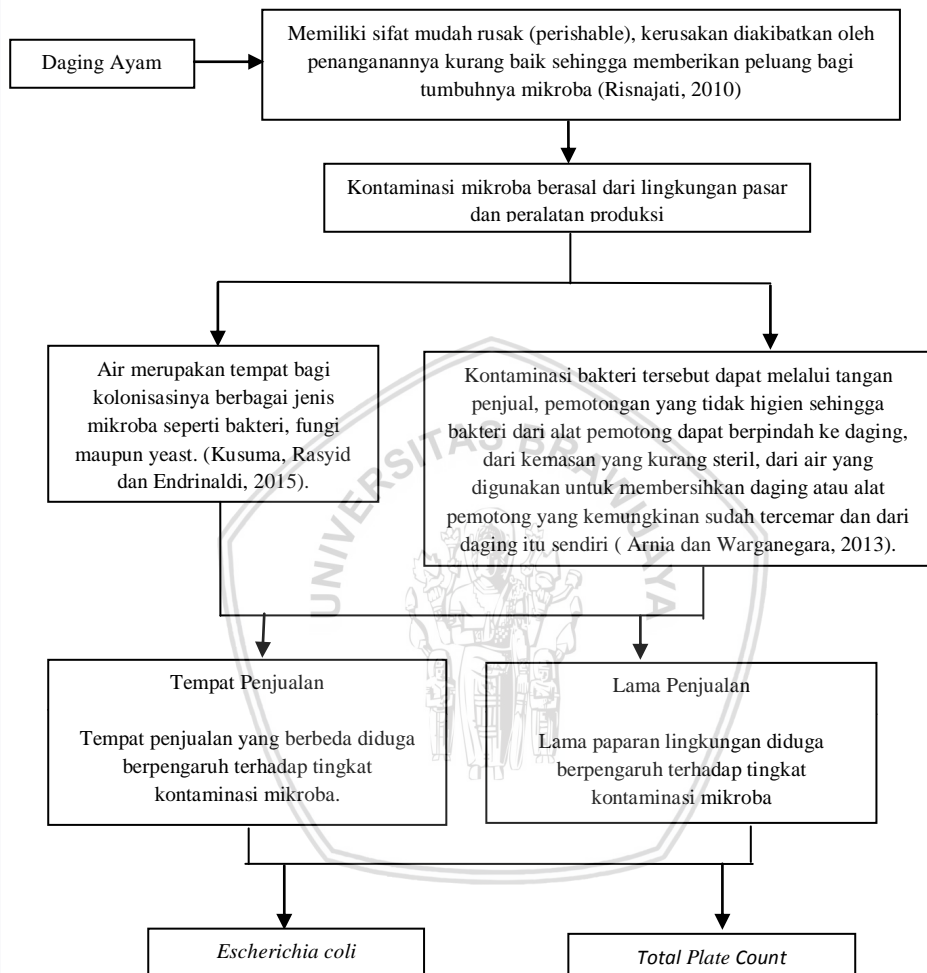 Daging Ayam
Memiliki sifat mudah rusak (perishable), kerusakan diakibatkan oleh
penanganannya kurang baik sehingga memberikan peluang bagi
tumbuhnya mikroba (Risnajati, 2010)
Kontaminasi mikroba berasal dari lingkungan pasar
dan peralatan produksi
Air merupakan tempat bagi
kolonisasinya berbagai jenis
mikroba seperti bakteri, fungi
maupun yeast. (Kusuma, Rasyid
dan Endrinaldi, 2015).
Kontaminasi bakteri tersebut dapat melalui tangan
penjual, pemotongan yang tidak higien sehingga
bakteri dari alat pemotong dapat berpindah ke daging,
dari kemasan yang kurang steril, dari air yang
digunakan untuk membersihkan daging atau alat
pemotong yang kemungkinan sudah tercemar dan dari
daging itu sendiri ( Arnia dan Warganegara, 2013).
UNIVERSITAS BRAWIJAYA
Tempat Penjualan
Tempat penjualan yang berbeda diduga
berpengaruh terhadap tingkat
kontaminasi mikroba.
Lama Penjualan
Lama paparan lingkungan diduga
berpengaruh terhadap tingkat
kontaminasi mikroba
Escherichia coli
Total Plate Count